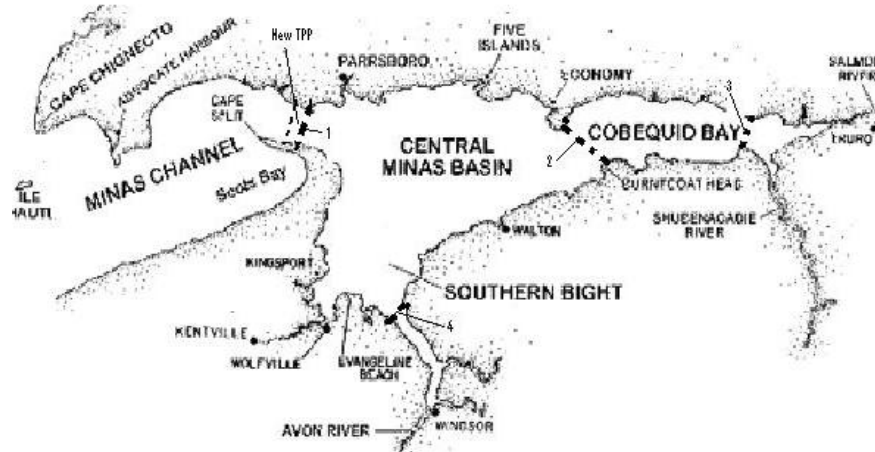 New TPP
CAPE CHIGNECTO
ADVOCATE HARBOUR
PARRSBORO
FIVE
ISLANDS
ECONOMY
SALMON
RIVER
CAPE
SPLIT
1
3
COBEQUID BAY
TRURO
CENTRAL
MINAS BASIN
2
MINAS CHANNEL
Scots Bay
ILE
HAUTE
BURNTCOAT HEAD
SHUBENACADIE
RIVER
WALTON
KINGSPORT
SOUTHERN BIGHT
4
KENTVILLE
WOLFVILLE
EVANGELINE
BEACH
AVON RIVER
WINDSOR